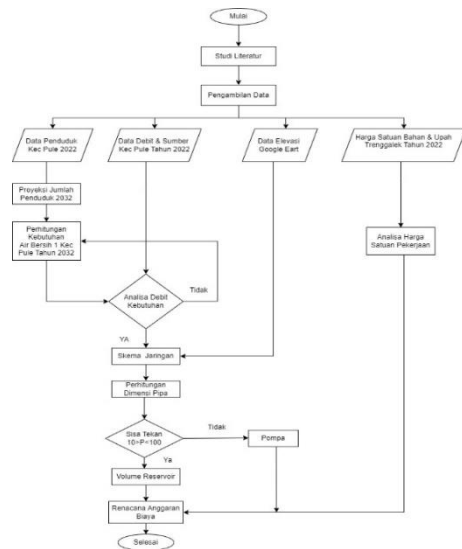 Mulai
Studi Literatur
Pengambilan Data
Data Penduduk
Kec Pule 2022
Data Debit & Sumber
Kec Pule Tahun 2022
Data Elevasi
Google Eart
Harga Satuan Bahan & Upah
Trenggalek Tahun 2022
Proyeksi Jumlah
Penduduk 2032
Perhitungan
Kebutuhan
Air Bersih 1 Kec
Pule Tahun 2032
Analisa Harga
Satuan Pekerjaan
Analisa Debit
Kebutuhan
Tidak
YA
Skema Jaringan
Perhitungan
Dimensi Pipa
Sisa Tekan
10>P<100
Tidak
Pompa
Ya
Volume Reservoir
Renacana Anggaran
Biaya
Selesai